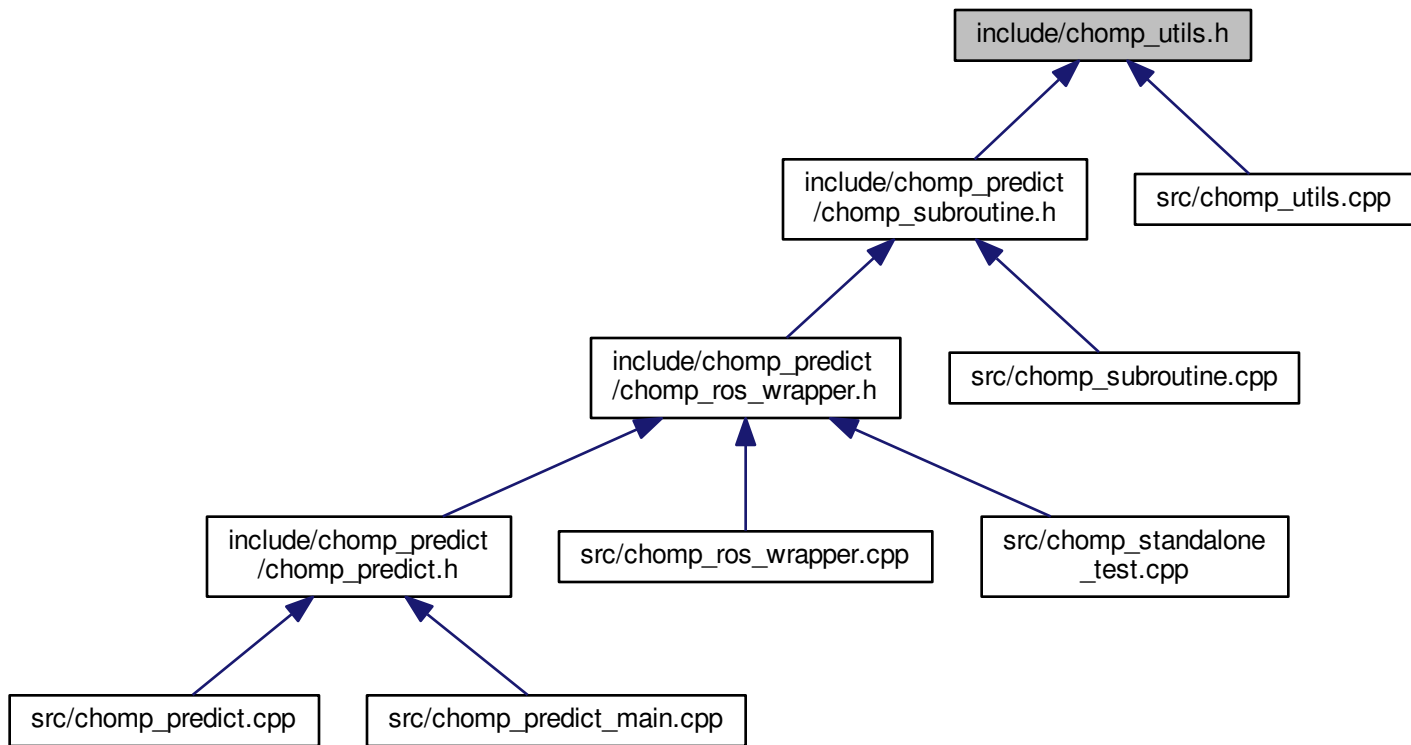 include/chomp_utils.h
include/chomp_predict
/chomp_subroutine.h
src/chomp_utils.cpp
include/chomp_predict
/chomp_ros_wrapper.h
src/chomp_subroutine.cpp
include/chomp_predict
/chomp_predict.h
src/chomp_ros_wrapper.cpp
src/chomp_standalone
_test.cpp
src/chomp_predict.cpp
src/chomp_predict_main.cpp